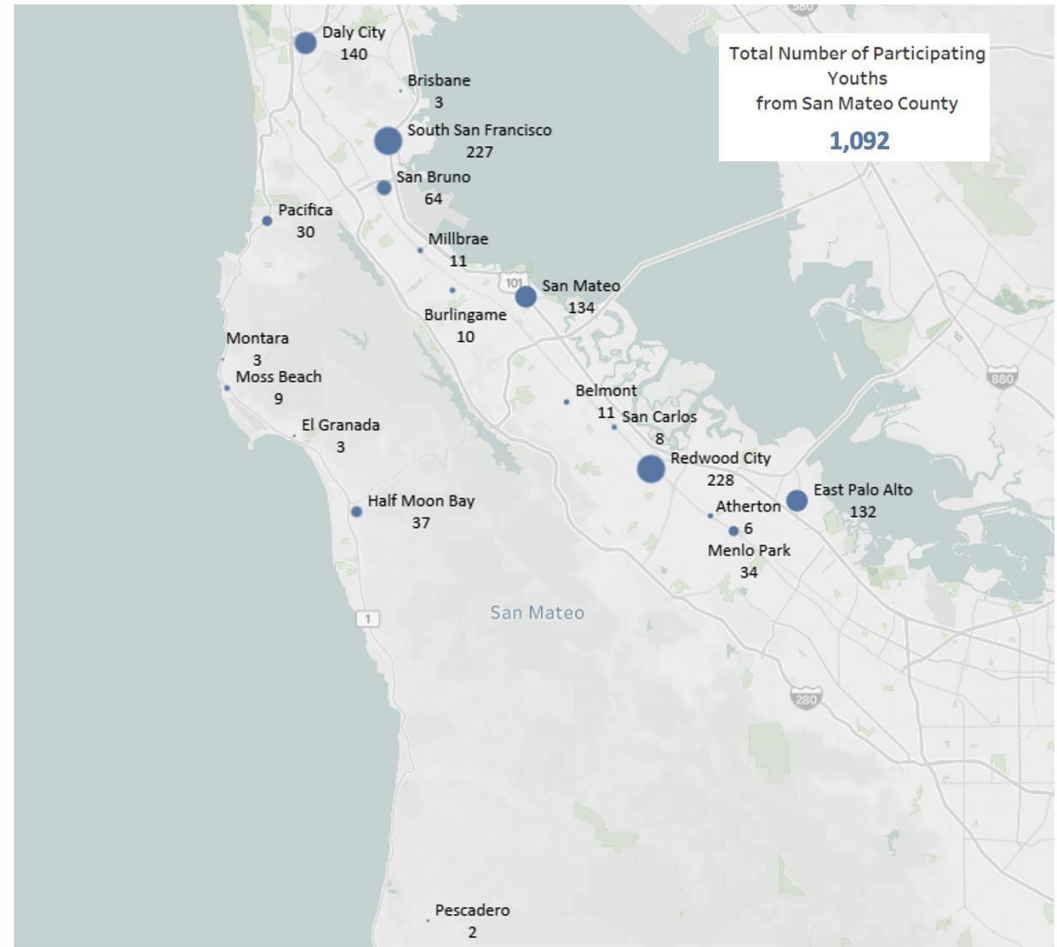 580
Daly City
140
Total Number of Participating
Youths
from San Mateo County
1,092
Brisbane
3
South San Francisco
227
San Bruno
64
Pacifica
30
Millbrae
11
101
San Mateo
134
Burlingame
10
Montara
3
Moss Beach
9
880
Belmont
11
San Carlos
8
El Granada
3
Redwood City
228
East Palo Alto
132
Half Moon Bay
37
Atherton
6
Menlo Park
34
San Mateo
1
280
Pescadero
2